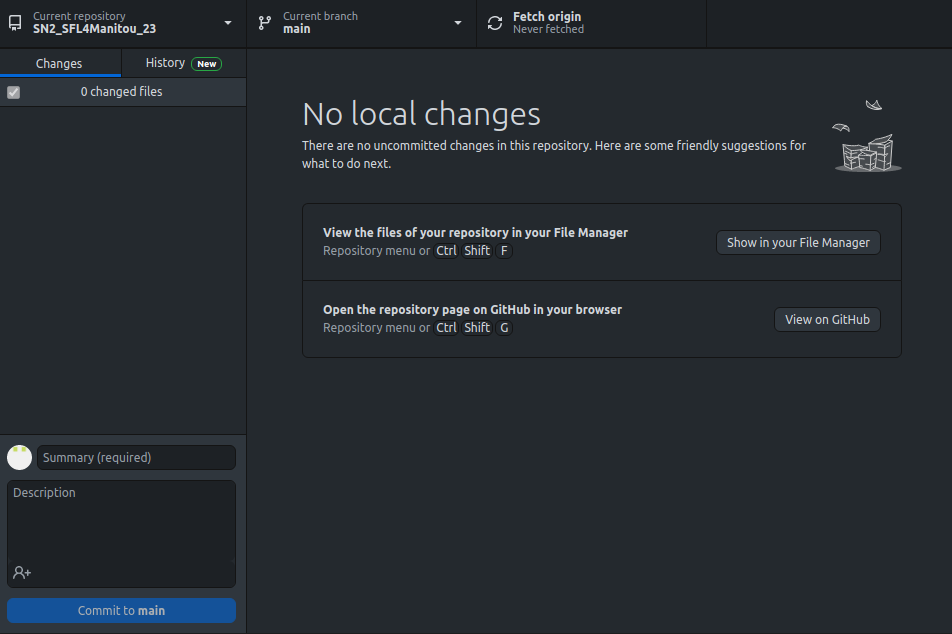 Current repository
SN2_SFL4Manitou_23
Current branch
main
Fetch origin
Never fetched
Changes
History New
0 changed files
No local changes
There are no uncommitted changes in this repository. Here are some friendly suggestions for
what to do next.
View the files of your repository in your File Manager
Repository menu or Ctrl Shift F
Show in your File Manager
Open the repository page on GitHub in your browser
Repository menu or Ctrl Shift G
View on GitHub
Summary (required)
Description
Commit to main